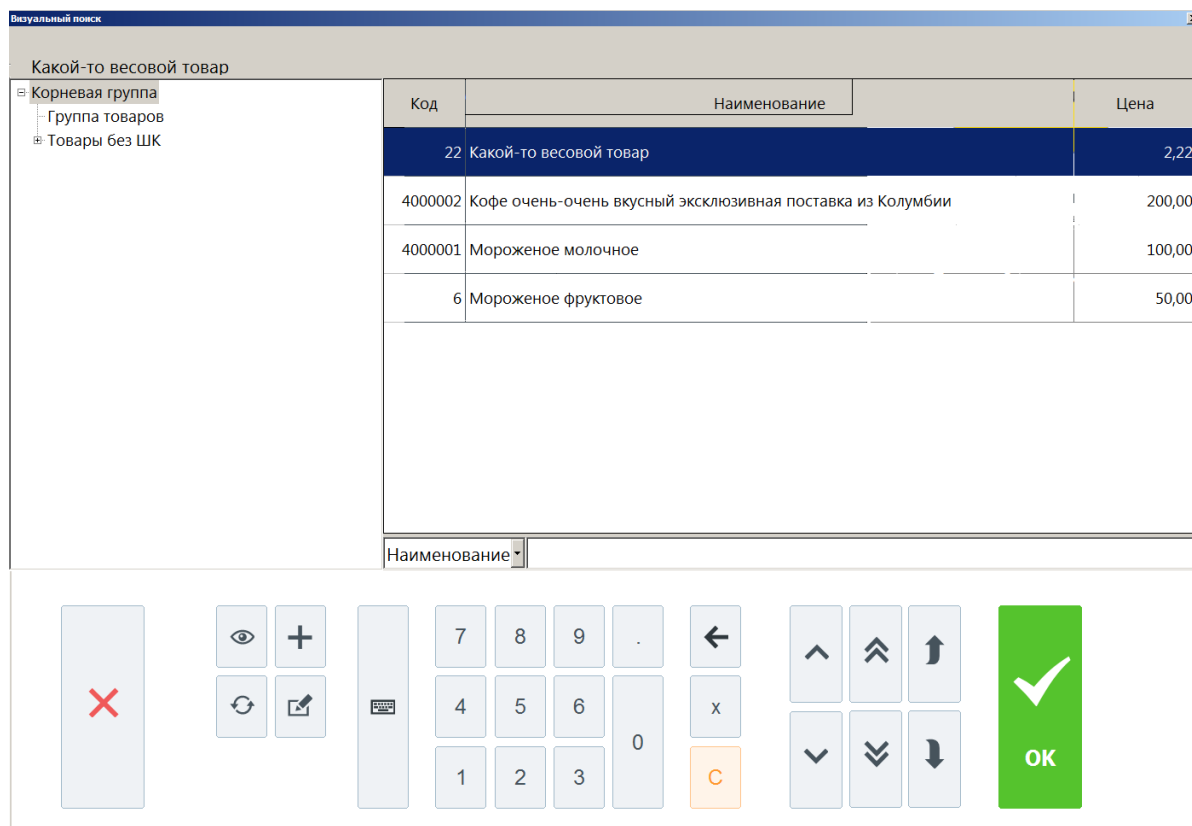 Визуальный поиск
Какой-то весовой товар
Корневая группа
Группа товаров
Товары без ШК
Код Наименование Цена
22 Какой-то весовой товар 2,22
4000002 Кофе очень-очень вкусный эксклюзивная поставка из Колумбии 200,00
4000001 Мороженое молочное 100,00
6 Мороженое фруктовое 50,00
Наименование
7 8 9 .
4 5 6 x
0
1 2 3 C
OK